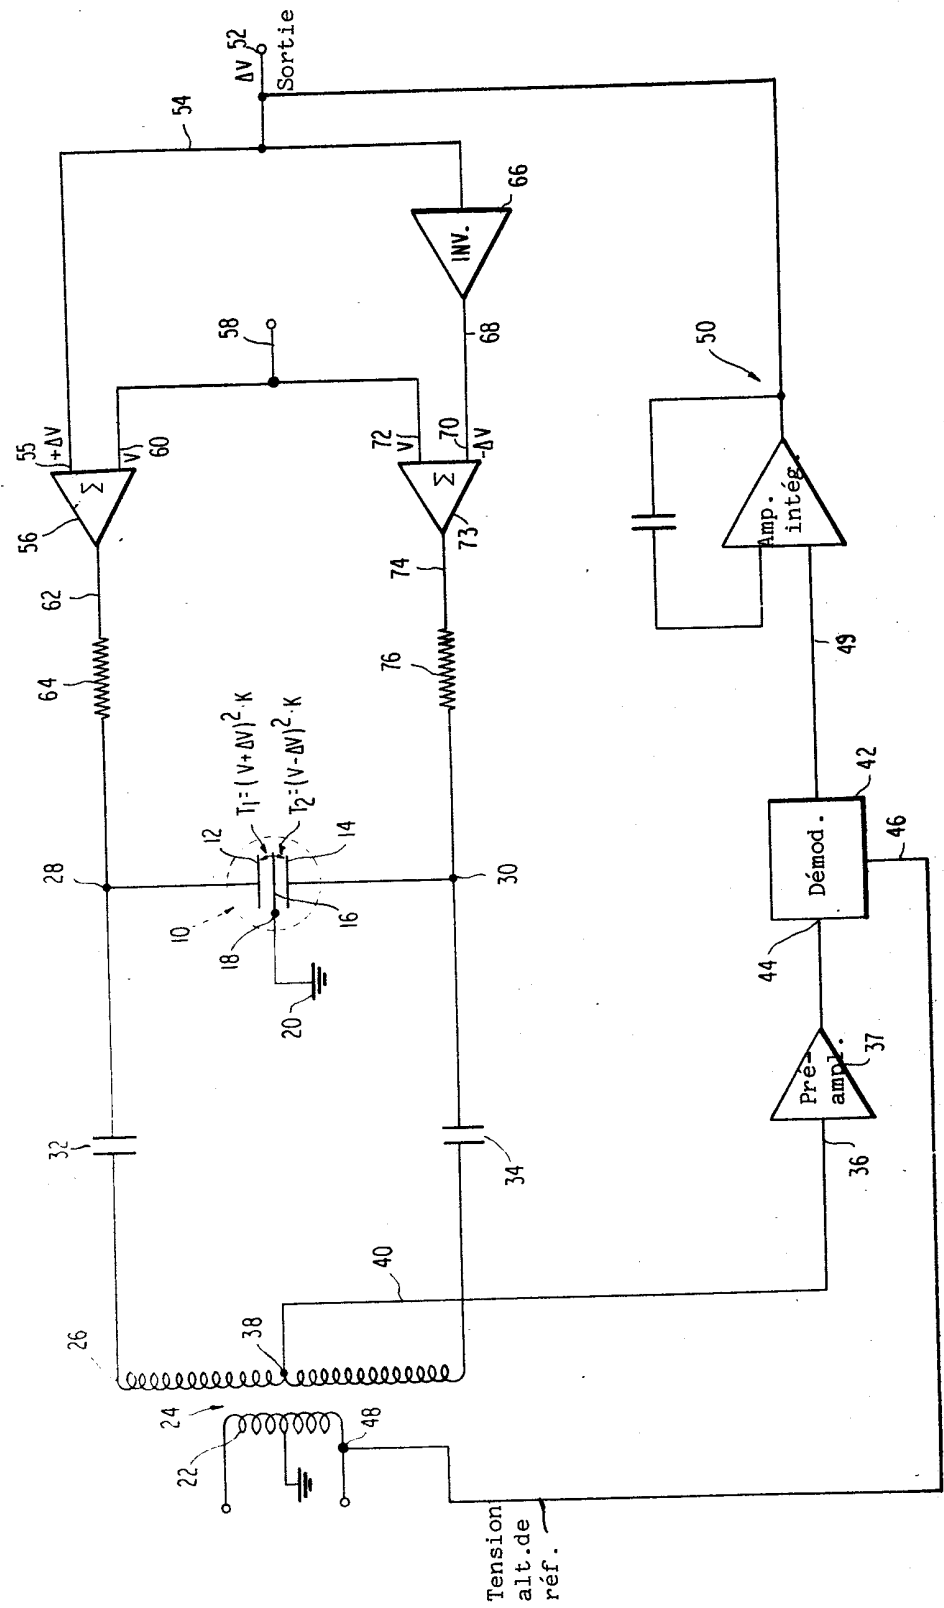 54
ΔV
52
Sortie
66
INV.
58
68
50
55
+ΔV
60
V
56
Σ
72
V
70
-ΔV
Σ
73
74
62
64
76
Amp.
intég.
49
T₁=(V+ΔV)²·K
T₂=(V-ΔV)²·K
12
14
28
30
10
18
16
20
42
46
Démod.
44
Pré-
ampl.
37
36
32
34
40
26
38
24
22
48
Tension
alt.de
réf.